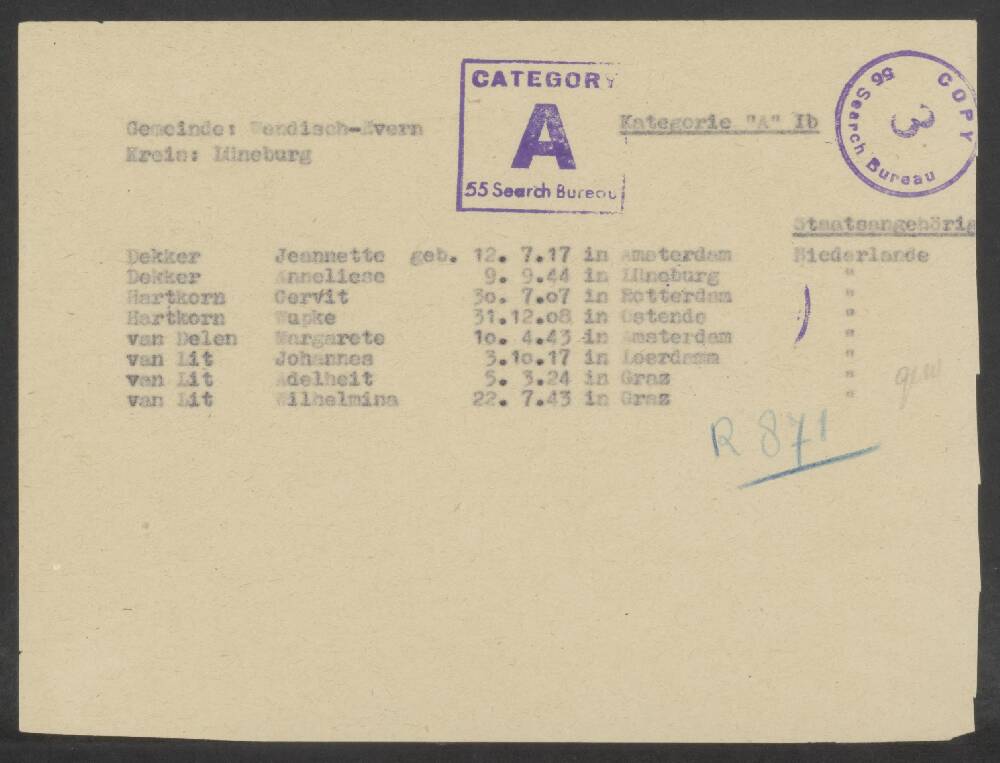 CATEGORY
A
55 Search Bureau
COPY
3
56 Search Bureau
Gemeinde: Wendisch-Evern
Kategorie "A" Ib
Kreis: Lüneburg
Staatsangehörig
Dekker Jeannette geb. 12. 7.17 in Amsterdam Niederlande
Dekker Anneliese 9. 9.44 in Lüneburg "
Hartkorn Gervit 30. 7.07 in Rotterdam "
Hartkorn Wupke 31.12.08 in Ostende "
van Delen Margarete 10. 4.43 in Amsterdam "
van Lit Johannes 3.10.17 in Leerdamm "
van Lit Adelheit 5. 3.24 in Graz "
van Lit Wilhelmina 22. 7.43 in Graz "
R 871